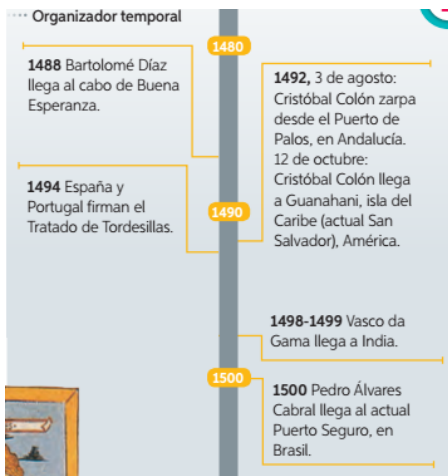 Organizador temporal
1480
1488 Bartolomé Díaz
llega al cabo de Buena
Esperanza.
1492, 3 de agosto:
Cristóbal Colón zarpa
desde el Puerto de
Palos, en Andalucía.
12 de octubre:
Cristóbal Colón llega
a Guanahani, isla del
Caribe (actual San
Salvador), América.
1494 España y
Portugal firman el
Tratado de Tordesillas.
1490
1498-1499 Vasco da
Gama llega a India.
1500
1500 Pedro Álvares
Cabral llega al actual
Puerto Seguro, en
Brasil.